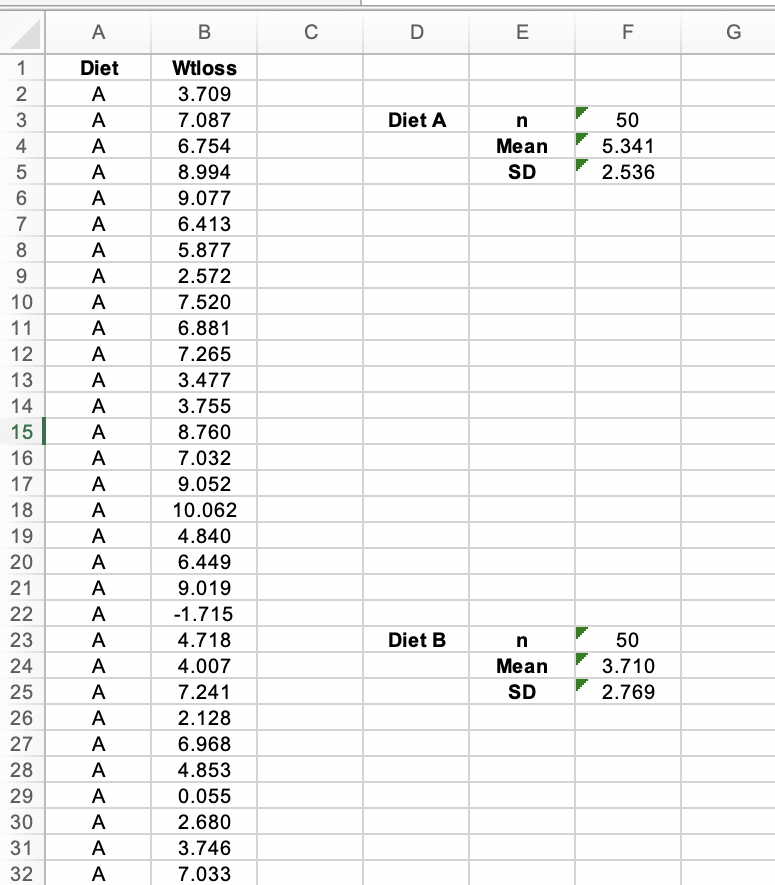 A B C D E F G
1 Diet Wtloss
2 A 3.709
3 A 7.087 Diet A n 50
4 A 6.754 Mean 5.341
5 A 8.994 SD 2.536
6 A 9.077
7 A 6.413
8 A 5.877
9 A 2.572
10 A 7.520
11 A 6.881
12 A 7.265
13 A 3.477
14 A 3.755
15 A 8.760
16 A 7.032
17 A 9.052
18 A 10.062
19 A 4.840
20 A 6.449
21 A 9.019
22 A -1.715
23 A 4.718 Diet B n 50
24 A 4.007 Mean 3.710
25 A 7.241 SD 2.769
26 A 2.128
27 A 6.968
28 A 4.853
29 A 0.055
30 A 2.680
31 A 3.746
32 A 7.033